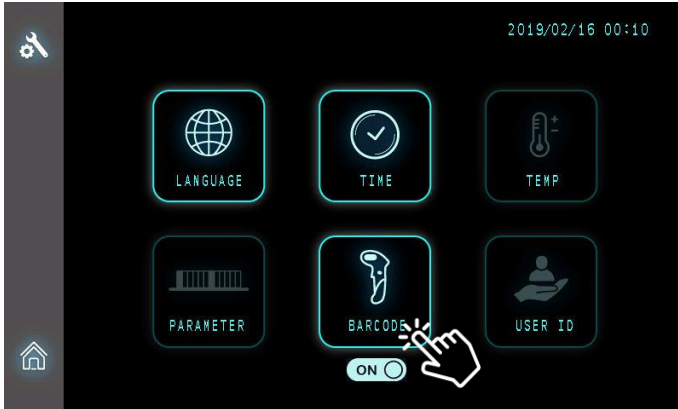 2019/02/16 00:10
LANGUAGE
TIME
TEMP
PARAMETER
BARCODE
USER ID
ON